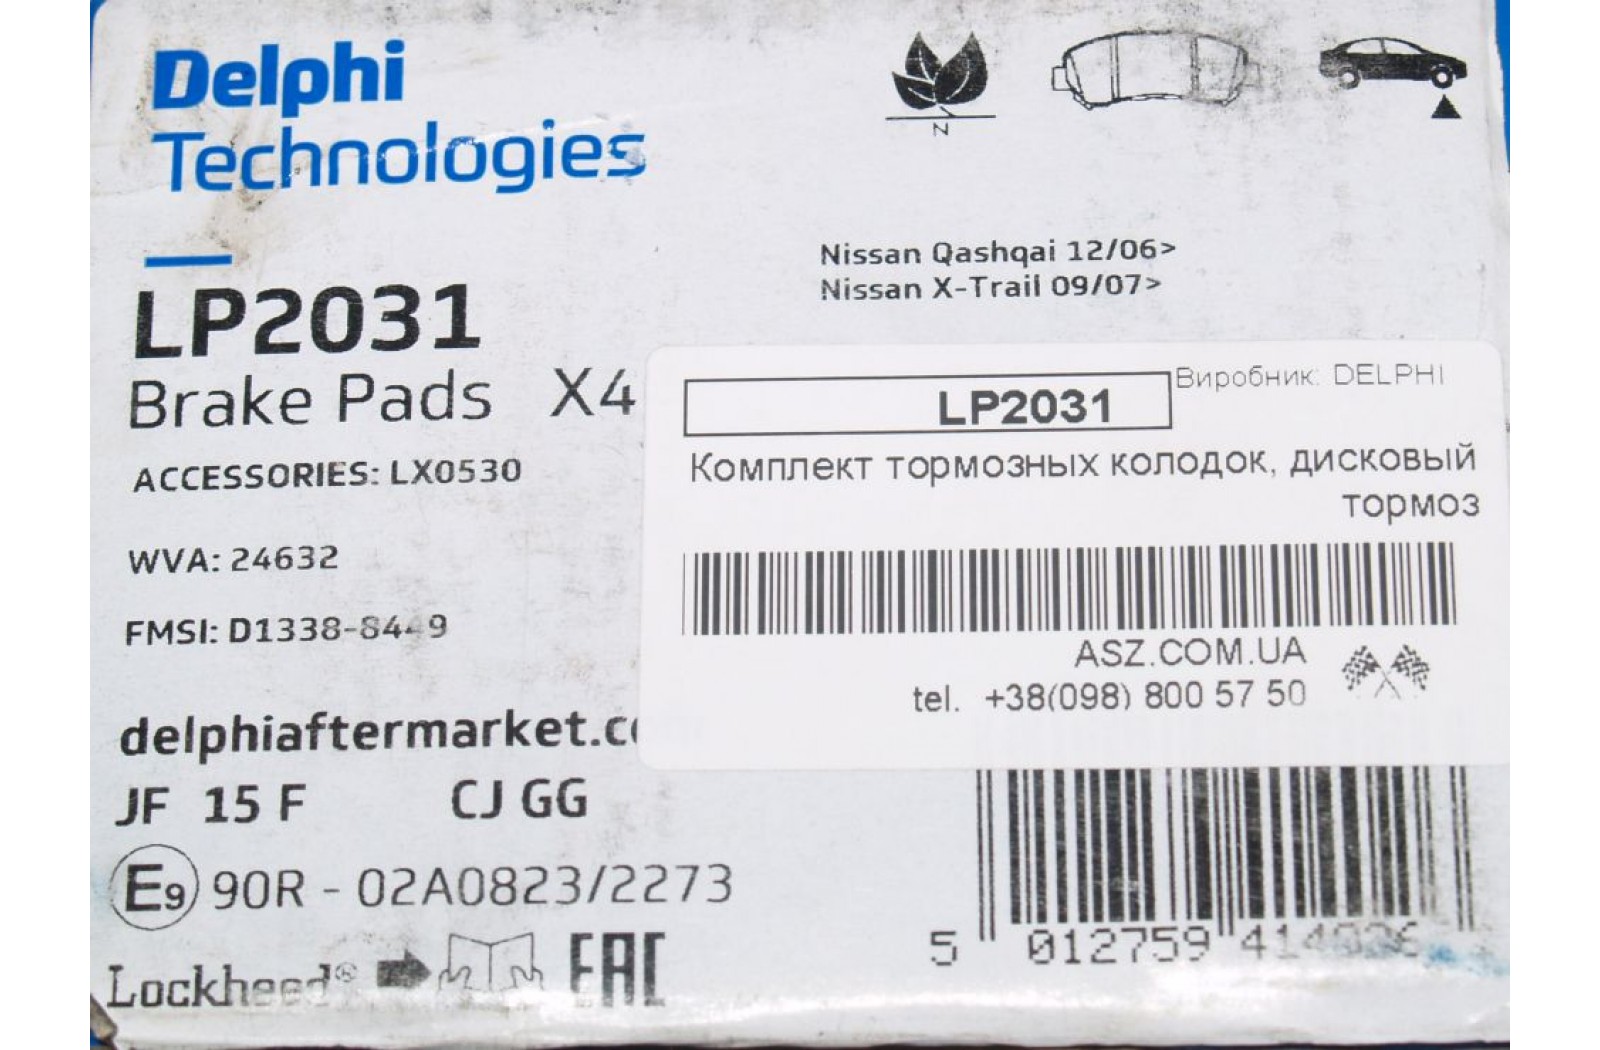 Delphi
Technologies
N
Nissan Qashqai 12/06>
Nissan X-Trail 09/07>
LP2031
Brake Pads X4
ACCESSORIES: LX0530
WVA: 24632
FMSI: D1338-8449
Виробник: DELPHI
LP2031
Комплект тормозных колодок, дисковый
тормоз
ASZ.COM.UA
tel. +38(098) 800 57 50
delphiaftermarket.c
JF 15 F CJ GG
E9 90R - 02A0823/2273
Lockheed® EAC
5 012759